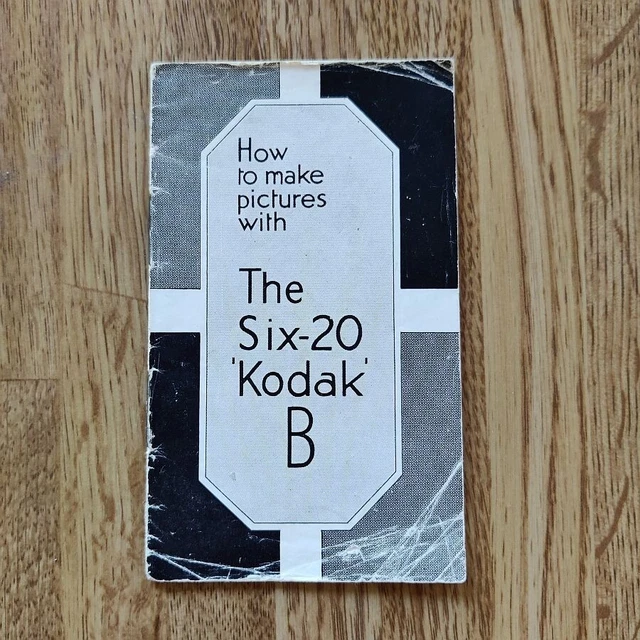 How
to make
pictures
with
The
Six-20
'Kodak'
B